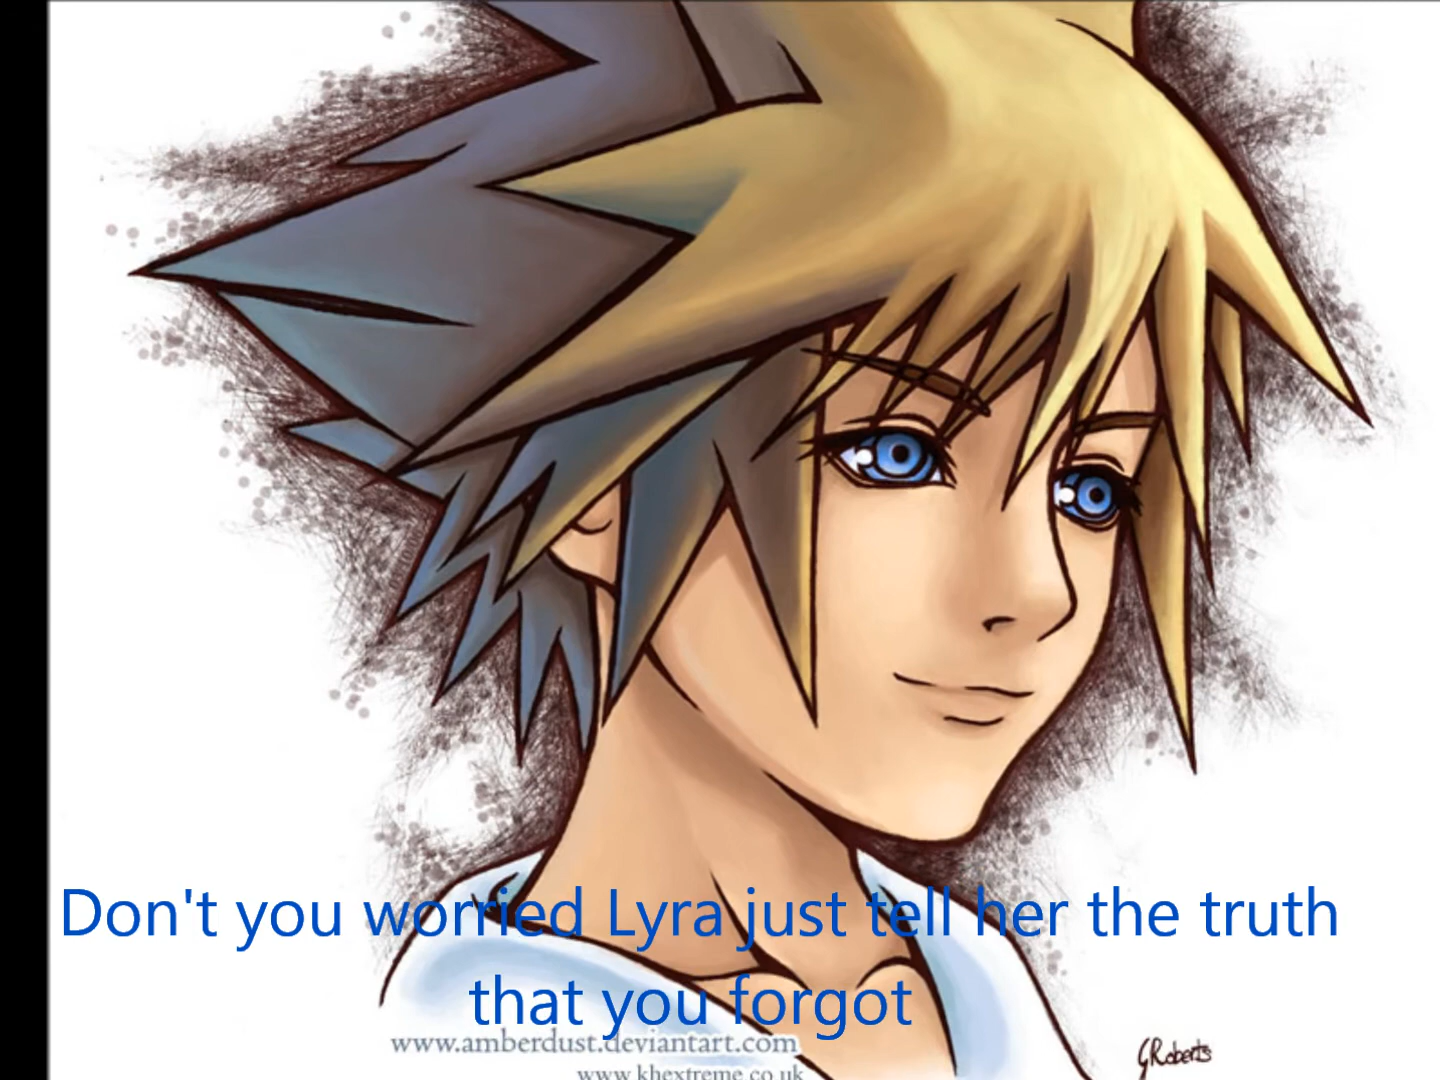 Don't you worried Lyra just tell her the truth
that you forgot
www.amberdust.deviantart.com
www.khextreme.co.uk
GRoberts